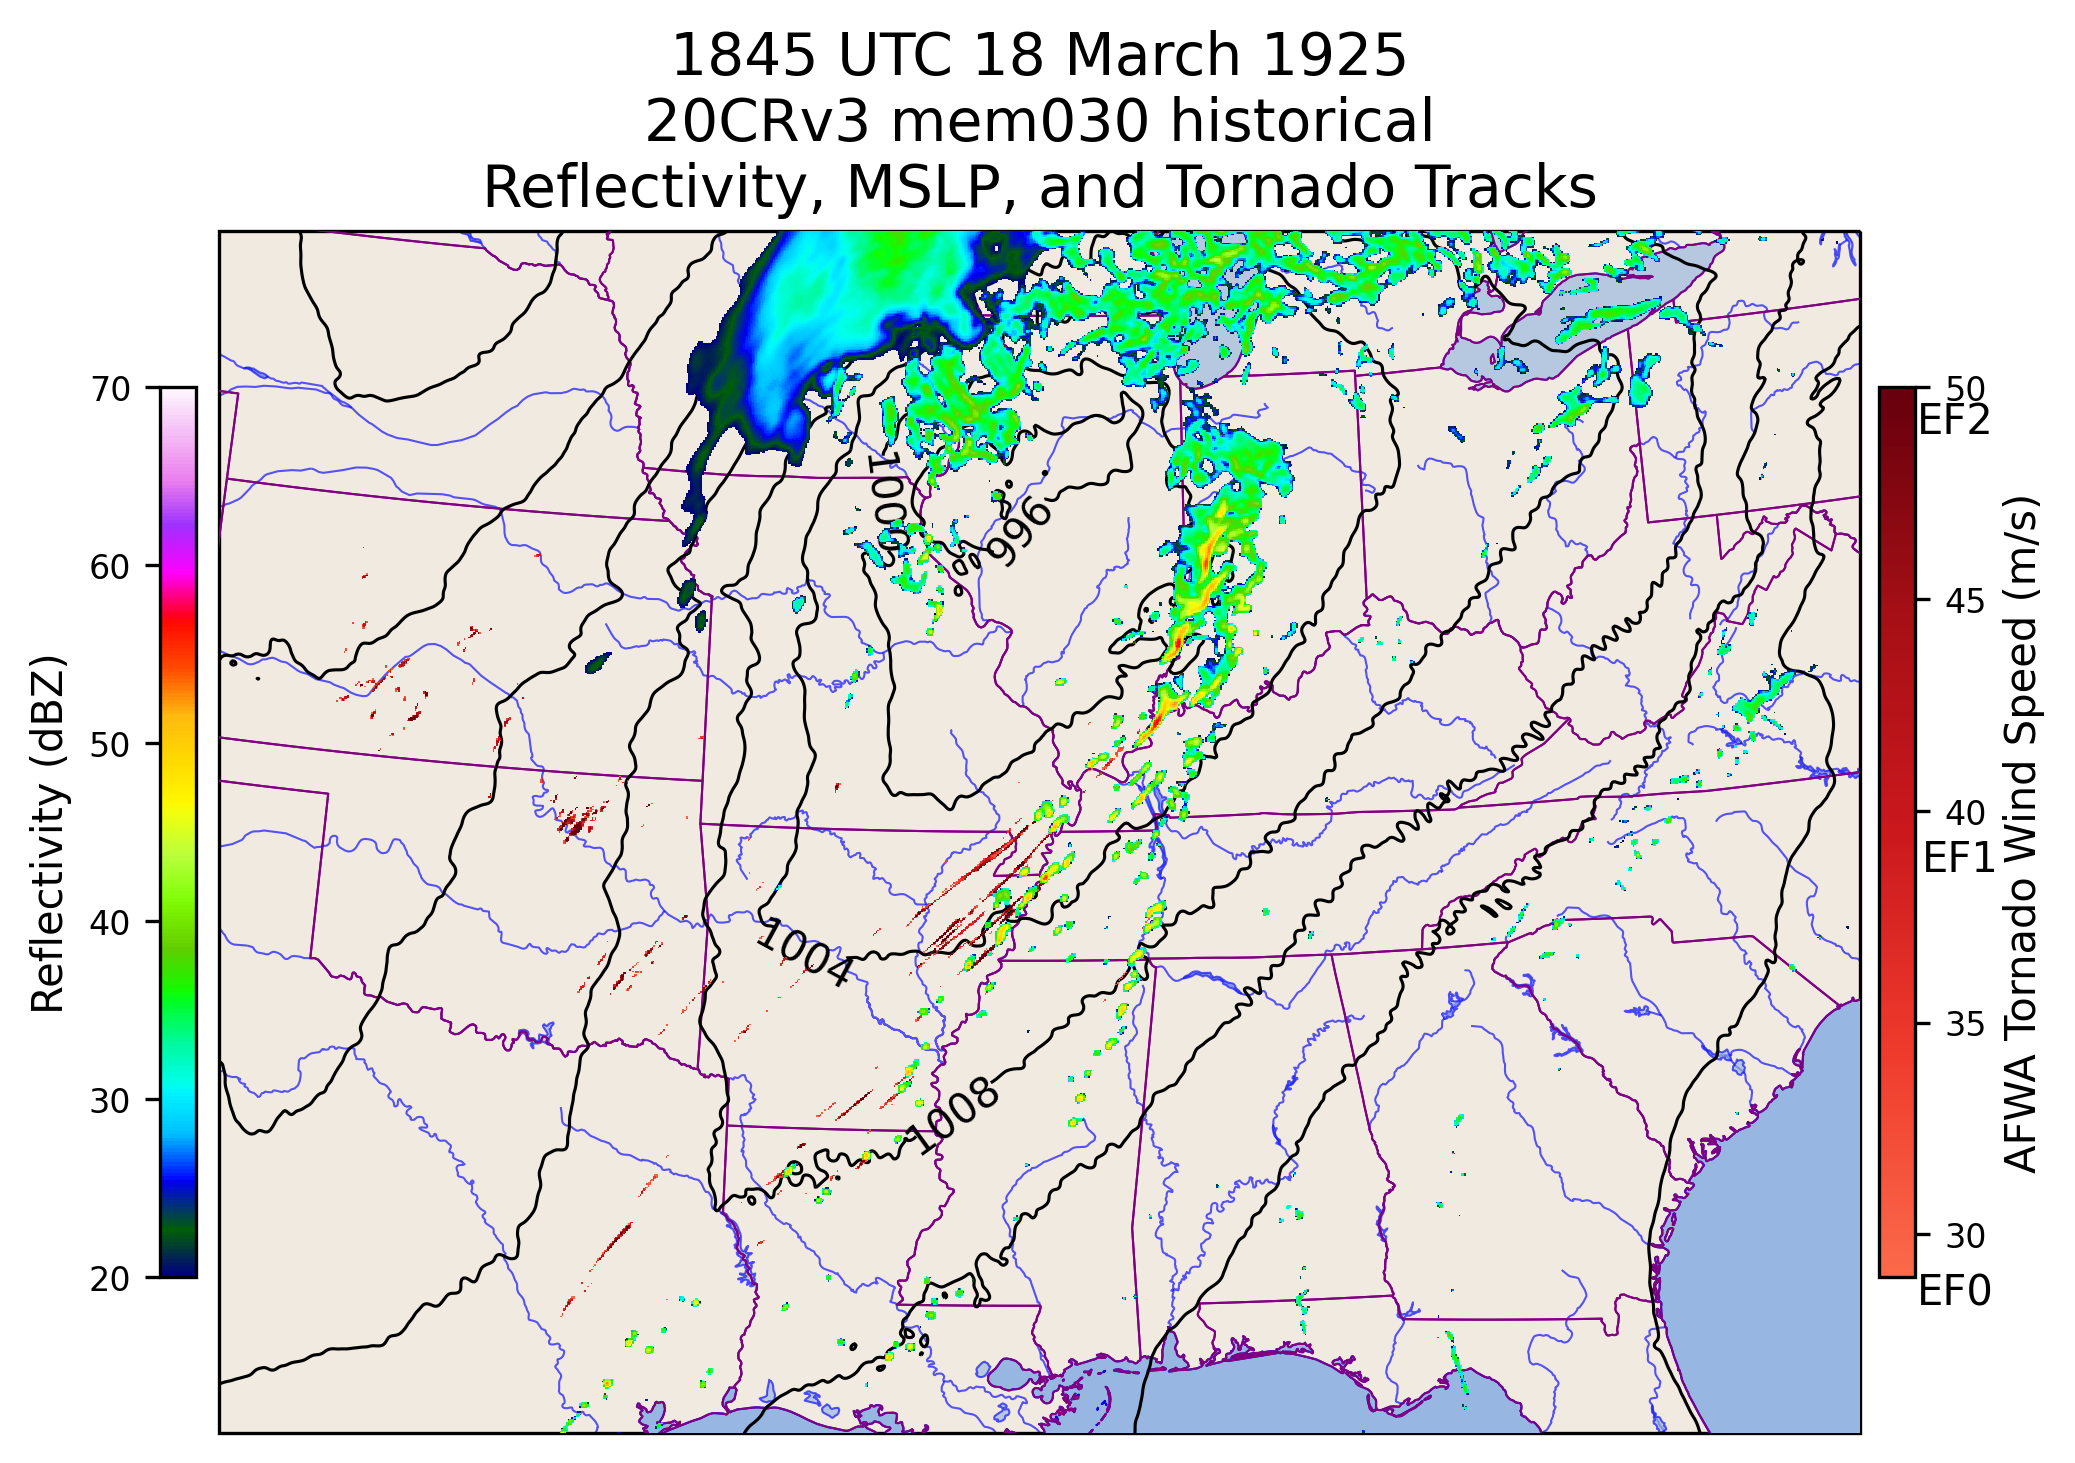 1845 UTC 18 March 1925
20CRv3 mem030 historical
Reflectivity, MSLP, and Tornado Tracks
70
60
50
40
30
20
Reflectivity (dBZ)
1000
996
1004
1008
50
EF2
45
40
EF1
35
30
EF0
AFWA Tornado Wind Speed (m/s)